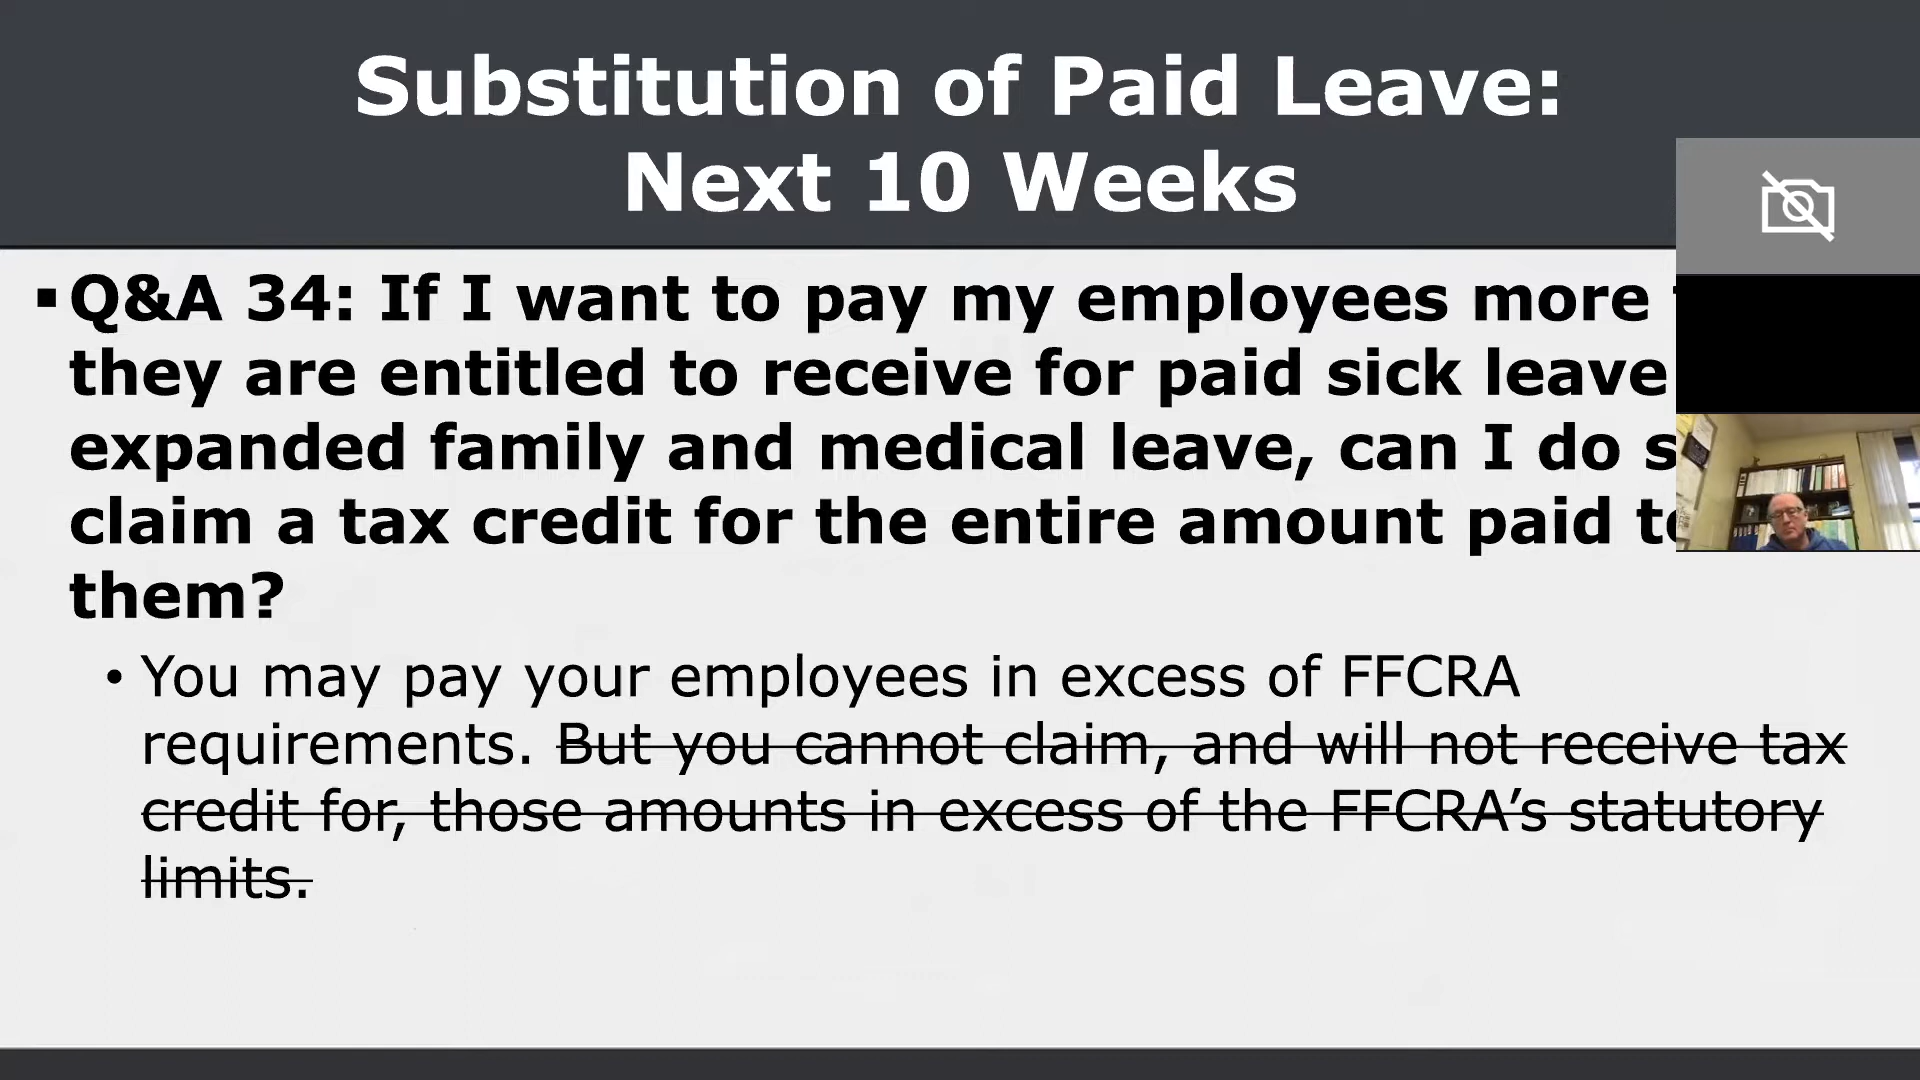 Substitution of Paid Leave:
Next 10 Weeks
▪Q&A 34: If I want to pay my employees more
they are entitled to receive for paid sick leave
expanded family and medical leave, can I do
claim a tax credit for the entire amount paid to
them?
• You may pay your employees in excess of FFCRA
requirements. But you cannot claim, and will not receive tax
credit for, those amounts in excess of the FFCRA’s statutory
limits.